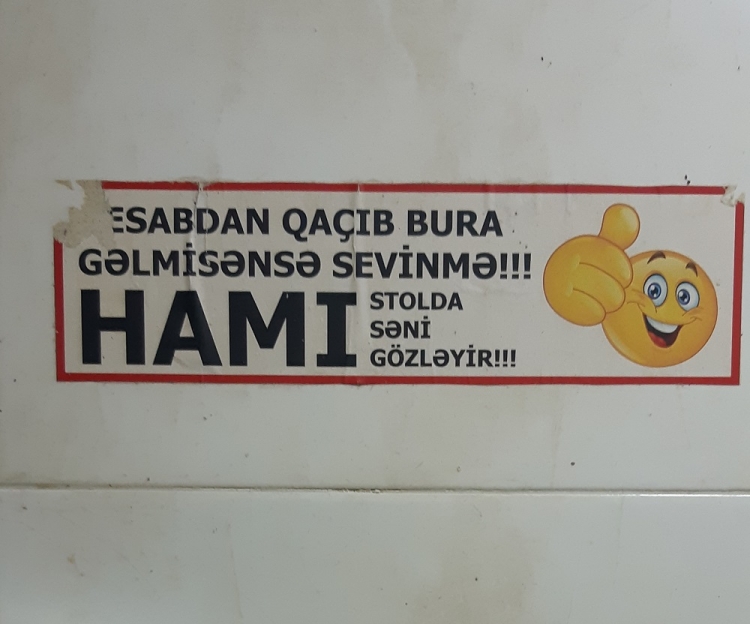 ESABDAN QAÇIB BURA
GƏLMİSƏNSƏ SEVİNMƏ!!!
HAMI
STOLDA
SƏNİ
GÖZLƏYİR!!!